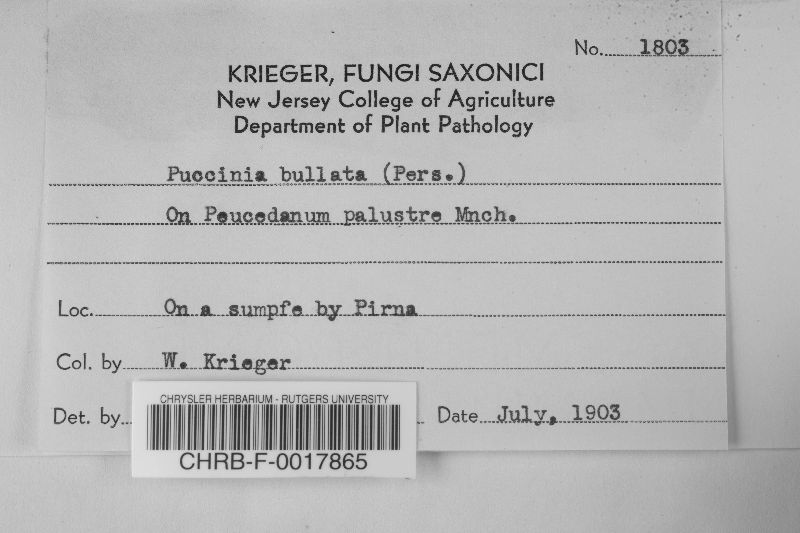 No. 1803
KRIEGER, FUNGI SAXONICI
New Jersey College of Agriculture
Department of Plant Pathology
Puccinia bullata (Pers.)
On Peucedanum palustre Mnch.
Loc. On a sumpfe by Pirna
Col. by W. Krieger
Det. by Date July, 1903
CHRYSLER HERBARIUM - RUTGERS UNIVERSITY
CHRB-F-0017865